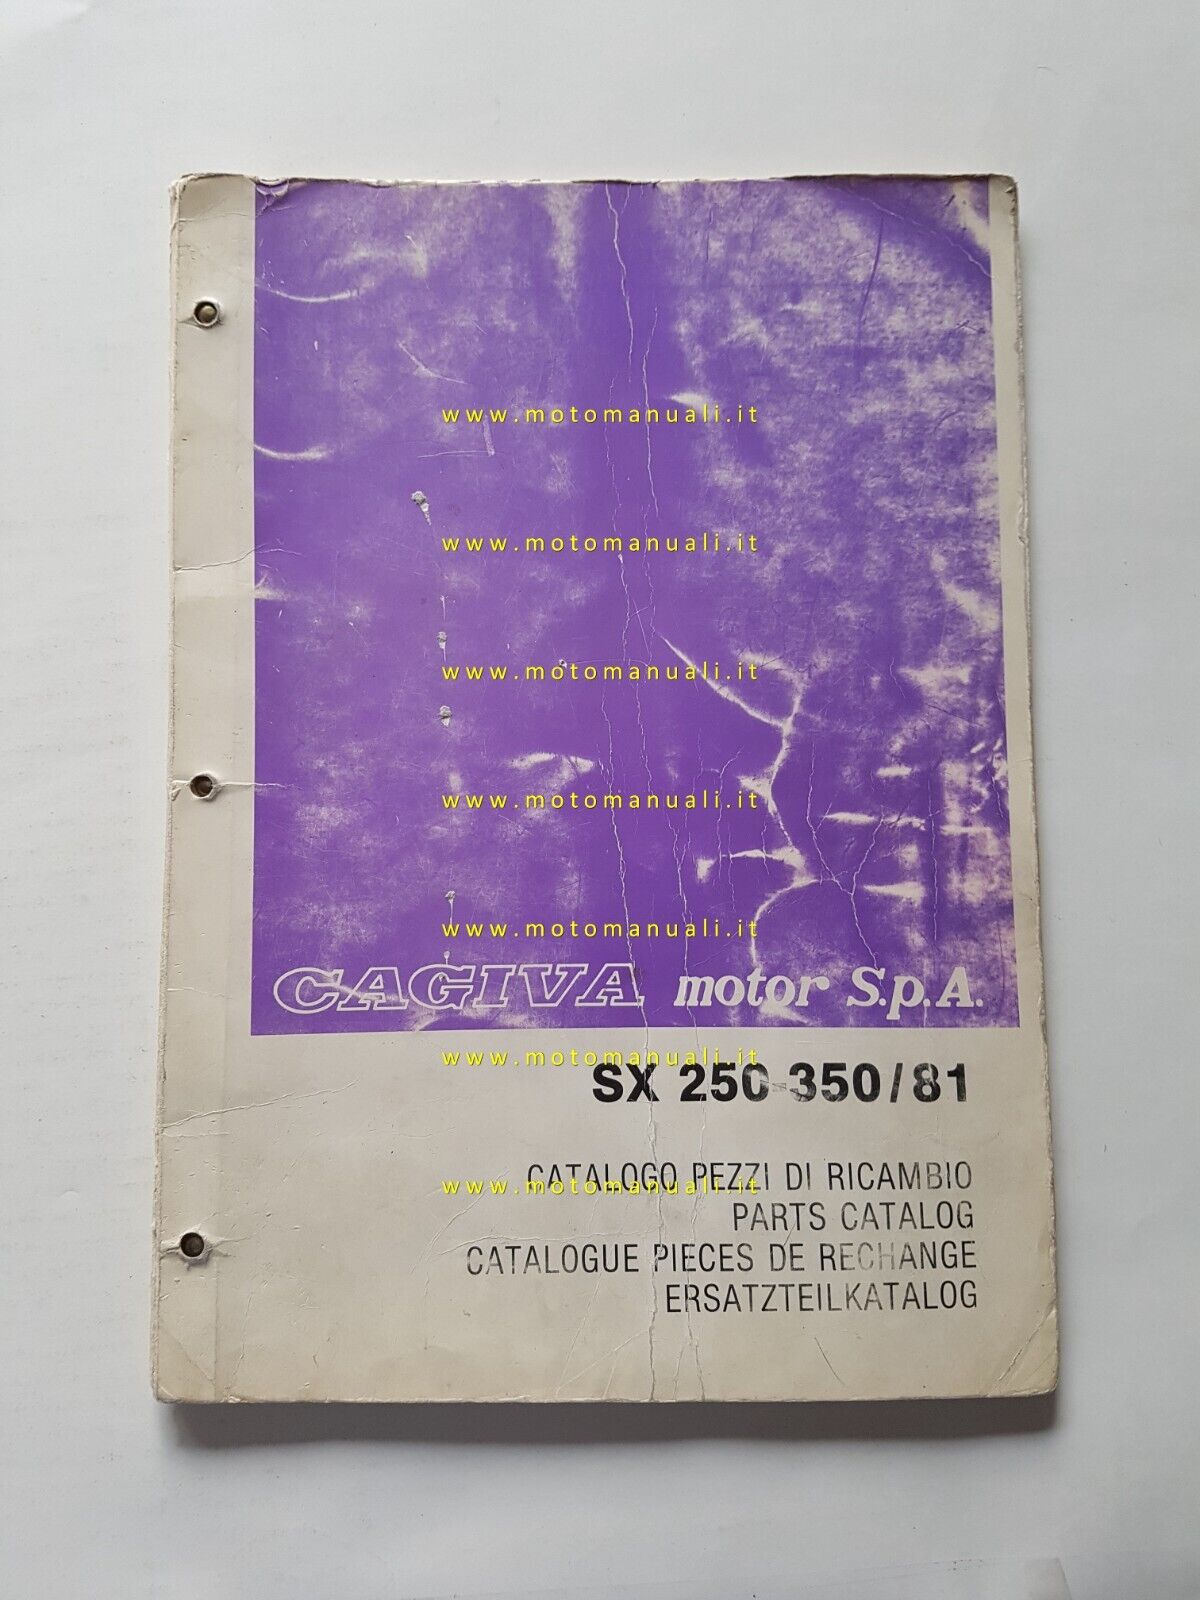 www.motomanuali.it
www.motomanuali.it
www.motomanuali.it
www.motomanuali.it
www.motomanuali.it
CAGIVA motor S.p.A.
www.motomanuali.it
SX 250-350/81
CATALOGO PEZZI DI RICAMBIO
www.motomanuali.it
PARTS CATALOG
CATALOGUE PIECES DE RECHANGE
ERSATZTEILKATALOG